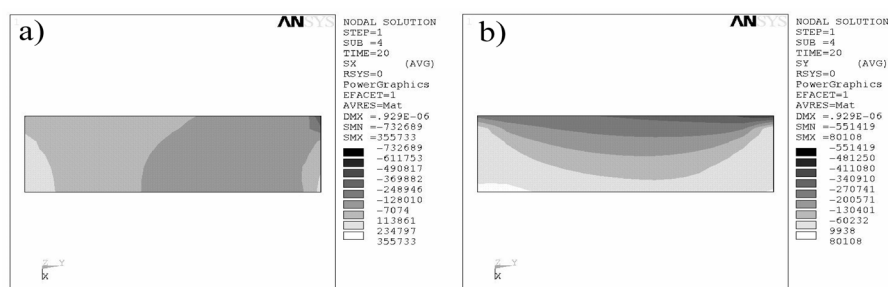 a)
ANSYS
NODAL SOLUTION
STEP=1
SUB =4
TIME=20
SX (AVG)
RSYS=0
PowerGraphics
EFACET=1
AVRES=Mat
DMX =.929E-06
SMN =-732689
SMX =355733
-732689
-611753
-490817
-369882
-248946
-128010
-7074
113861
234797
355733
Z Y
X
b)
ANSYS
NODAL SOLUTION
STEP=1
SUB =4
TIME=20
SY (AVG)
RSYS=0
PowerGraphics
EFACET=1
AVRES=Mat
DMX =.929E-06
SMN =-551419
SMX =80108
-551419
-481250
-411080
-340910
-270741
-200571
-130401
-60232
9938
80108
Z Y
X